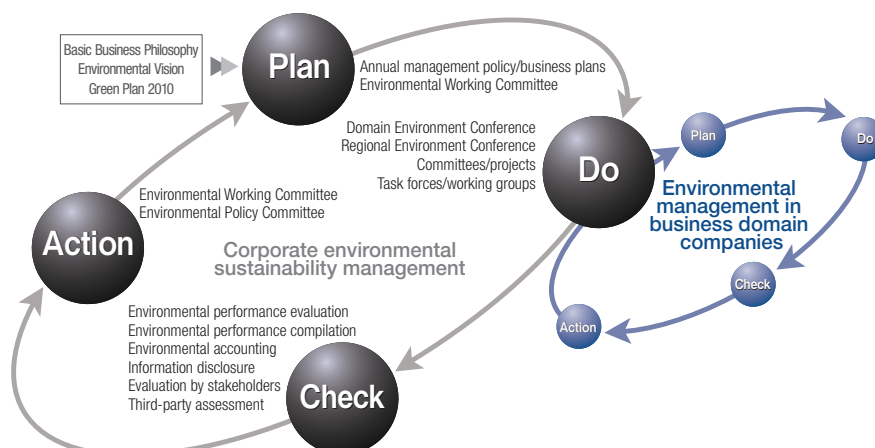 Basic Business Philosophy
Environmental Vision
Green Plan 2010
Plan
Annual management policy/business plans
Environmental Working Committee
Domain Environment Conference
Regional Environment Conference
Committees/projects
Task forces/working groups
Do
Plan
Do
Environmental
management in
business domain
companies
Check
Action
Environmental Working Committee
Environmental Policy Committee
Action
Corporate environmental
sustainability management
Environmental performance evaluation
Environmental performance compilation
Environmental accounting
Information disclosure
Evaluation by stakeholders
Third-party assessment
Check